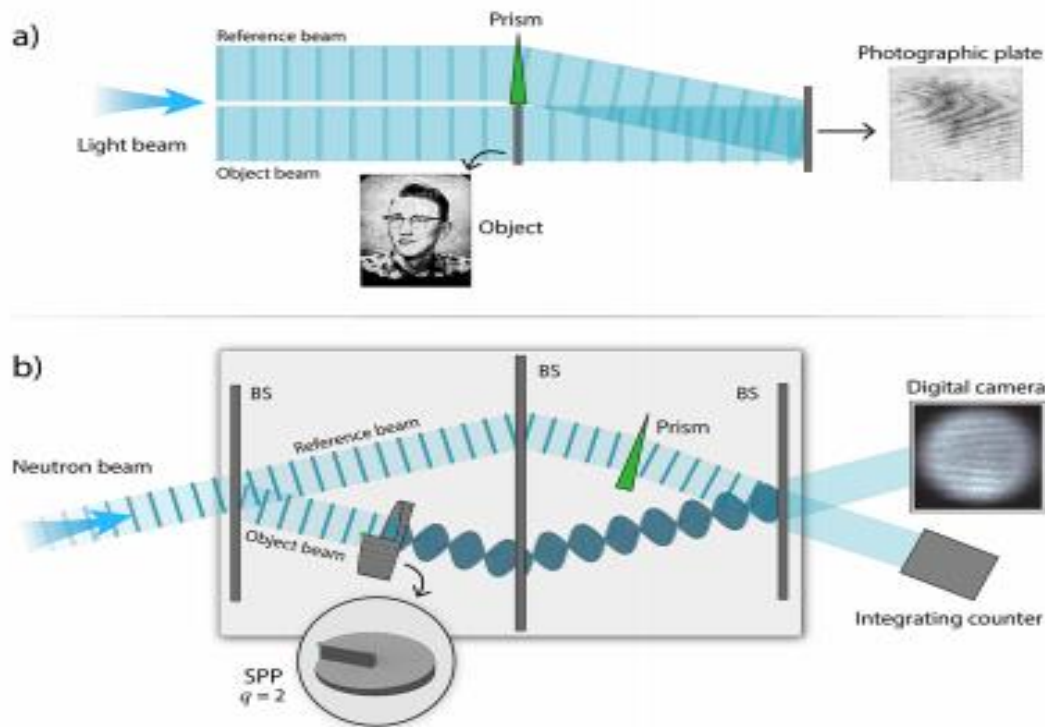 a)
Prism
Reference beam
Photographic plate
Light beam
Object beam
Object
b)
BS
BS
BS
Digital camera
Reference beam
Prism
Neutron beam
Object beam
Integrating counter
SPP
q = 2